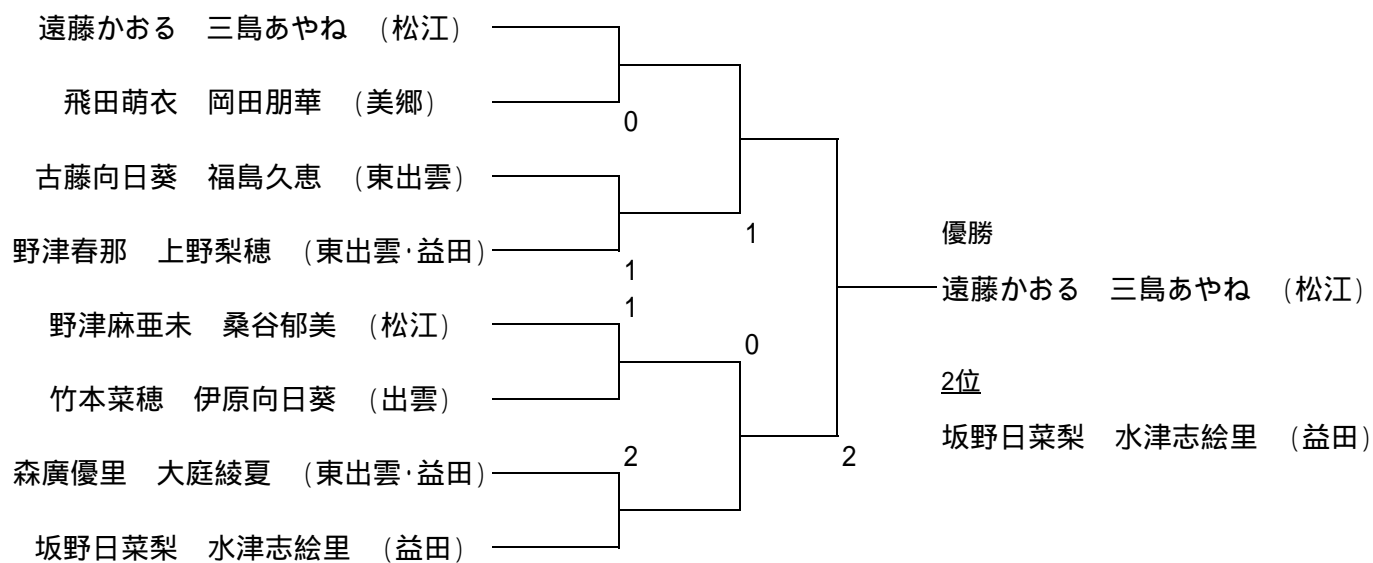 遠藤かおる　三島あやね　（松江）
飛田萌衣　岡田朋華　（美郷）
0
古藤向日葵　福島久恵　（東出雲）
1
優勝
野津春那　上野梨穂　（東出雲・益田）
1
遠藤かおる　三島あやね　（松江）
1
野津麻亜未　桑谷郁美　（松江）
0
2位
竹本菜穂　伊原向日葵　（出雲）
坂野日菜梨　水津志絵里　（益田）
2
2
森廣優里　大庭綾夏　（東出雲・益田）
坂野日菜梨　水津志絵里　（益田）